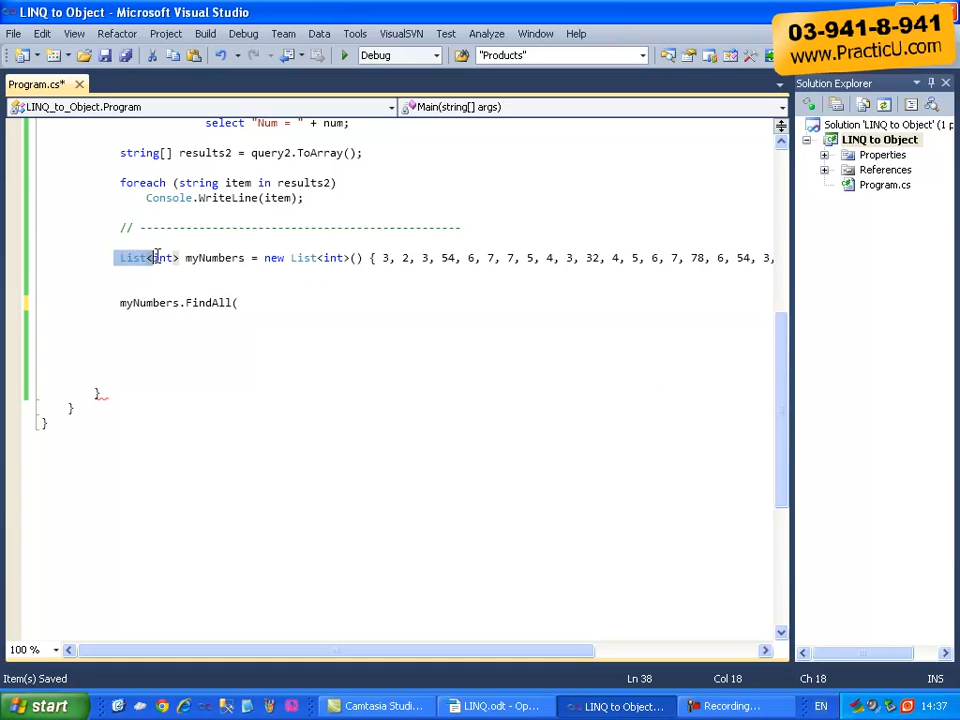 LINQ to Object - Microsoft Visual Studio
03-941-8-941
www.PracticU.com
File Edit View Refactor Project Build Debug Team Data Tools VisualSVN Test Analyze Window Help
Debug "Products"
Program.cs*
Solution Explorer
LINQ_to_Object.Program
Main(string[] args)
select "Num = " + num;
string[] results2 = query2.ToArray();
foreach (string item in results2)
Console.WriteLine(item);
// -------------------------------------------------
List<int> myNumbers = new List<int>() { 3, 2, 3, 54, 6, 7, 7, 5, 4, 3, 32, 4, 5, 6, 7, 78, 6, 54, 3,
myNumbers.FindAll(
}
}
}
Solution 'LINQ to Object' (1 p
LINQ to Object
Properties
References
Program.cs
100 %
Item(s) Saved Ln 38 Col 18 Ch 18 INS
start Camtasia Studi... LINQ.odt - Op... LINQ to Objec... Recording... EN 14:37